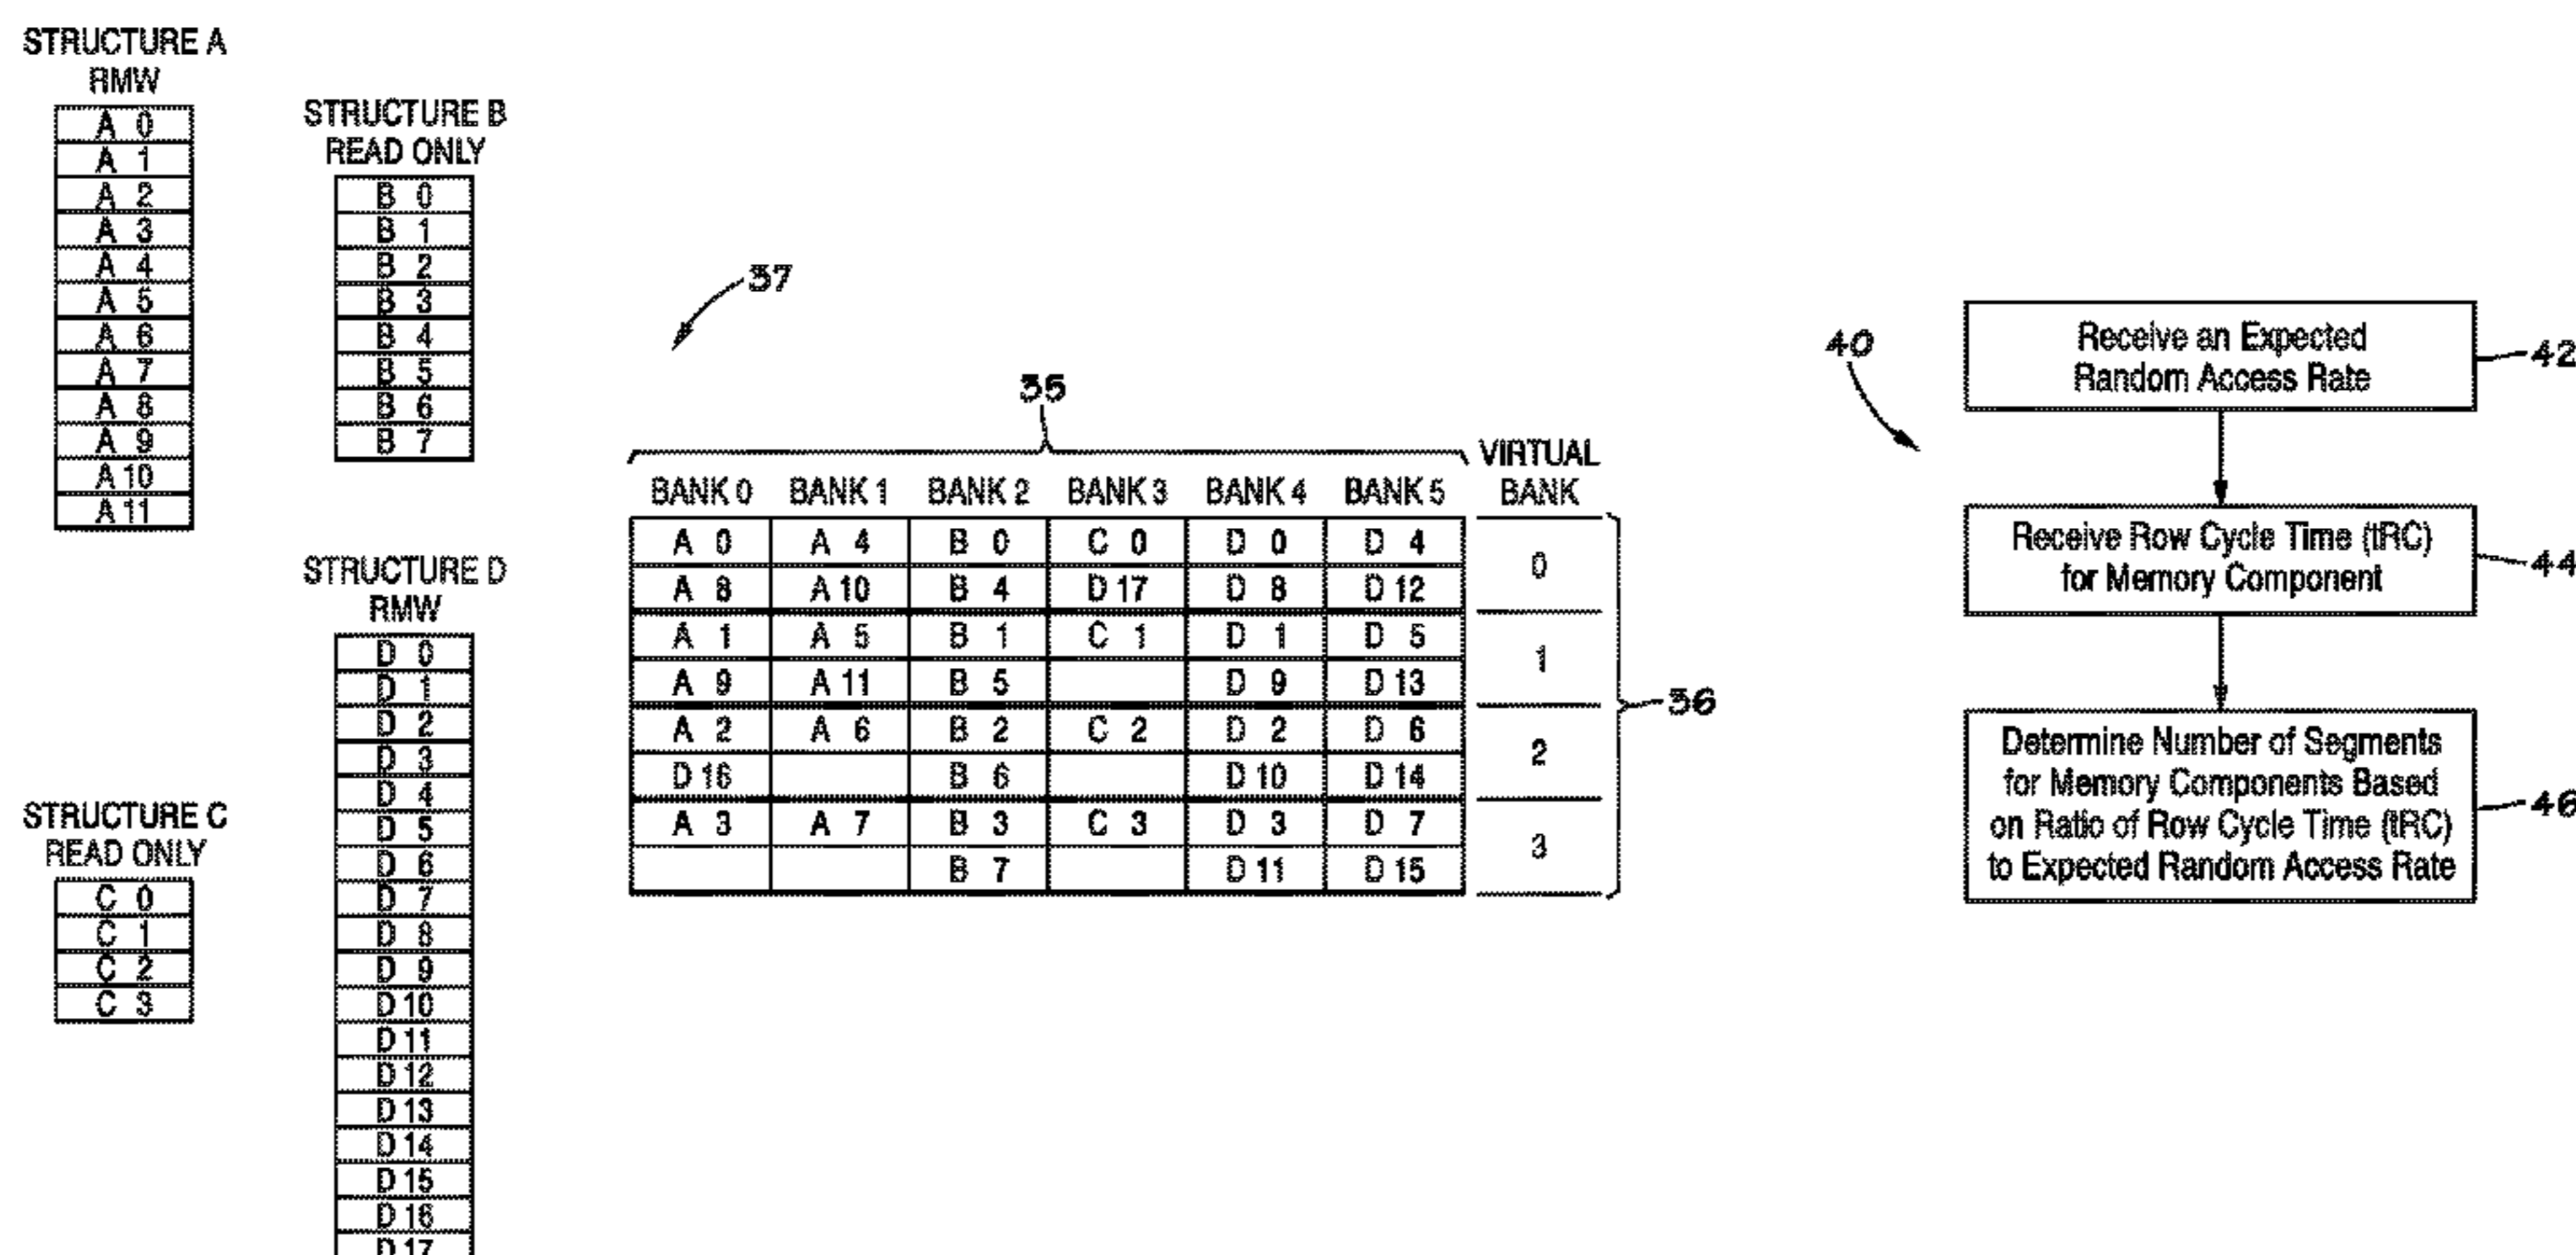 STRUCTURE A
RMW
A 0
A 1
A 2
A 3
A 4
A 5
A 6
A 7
A 8
A 9
A 10
A 11
STRUCTURE B
READ ONLY
B 0
B 1
B 2
B 3
B 4
B 5
B 6
B 7
STRUCTURE C
READ ONLY
C 0
C 1
C 2
C 3
STRUCTURE D
RMW
D 0
D 1
D 2
D 3
D 4
D 5
D 6
D 7
D 8
D 9
D 10
D 11
D 12
D 13
D 14
D 15
D 16
D 17
37
35
VIRTUAL
BANK 0 BANK 1 BANK 2 BANK 3 BANK 4 BANK 5 BANK
A 0 A 4 B 0 C 0 D 0 D 4
0
A 8 A 10 B 4 D 17 D 8 D 12
A 1 A 5 B 1 C 1 D 1 D 5
1
A 9 A 11 B 5 D 9 D 13
36
A 2 A 6 B 2 C 2 D 2 D 6
2
D 16 B 6 D 10 D 14
A 3 A 7 B 3 C 3 D 3 D 7
3
B 7 D 11 D 15
40
Receive an Expected
Random Access Rate
42
Receive Row Cycle Time (tRC)
for Memory Component
44
Determine Number of Segments
for Memory Components Based
on Ratio of Row Cycle Time (tRC)
to Expected Random Access Rate
46